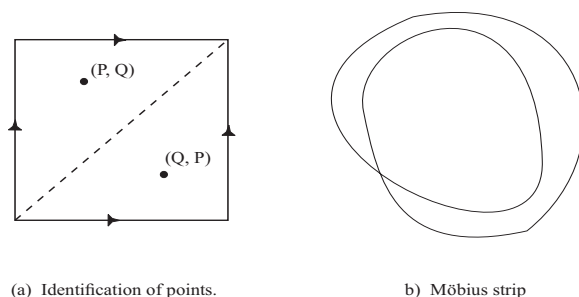 (P, Q)
(Q, P)
(a) Identification of points.
b) Möbius strip